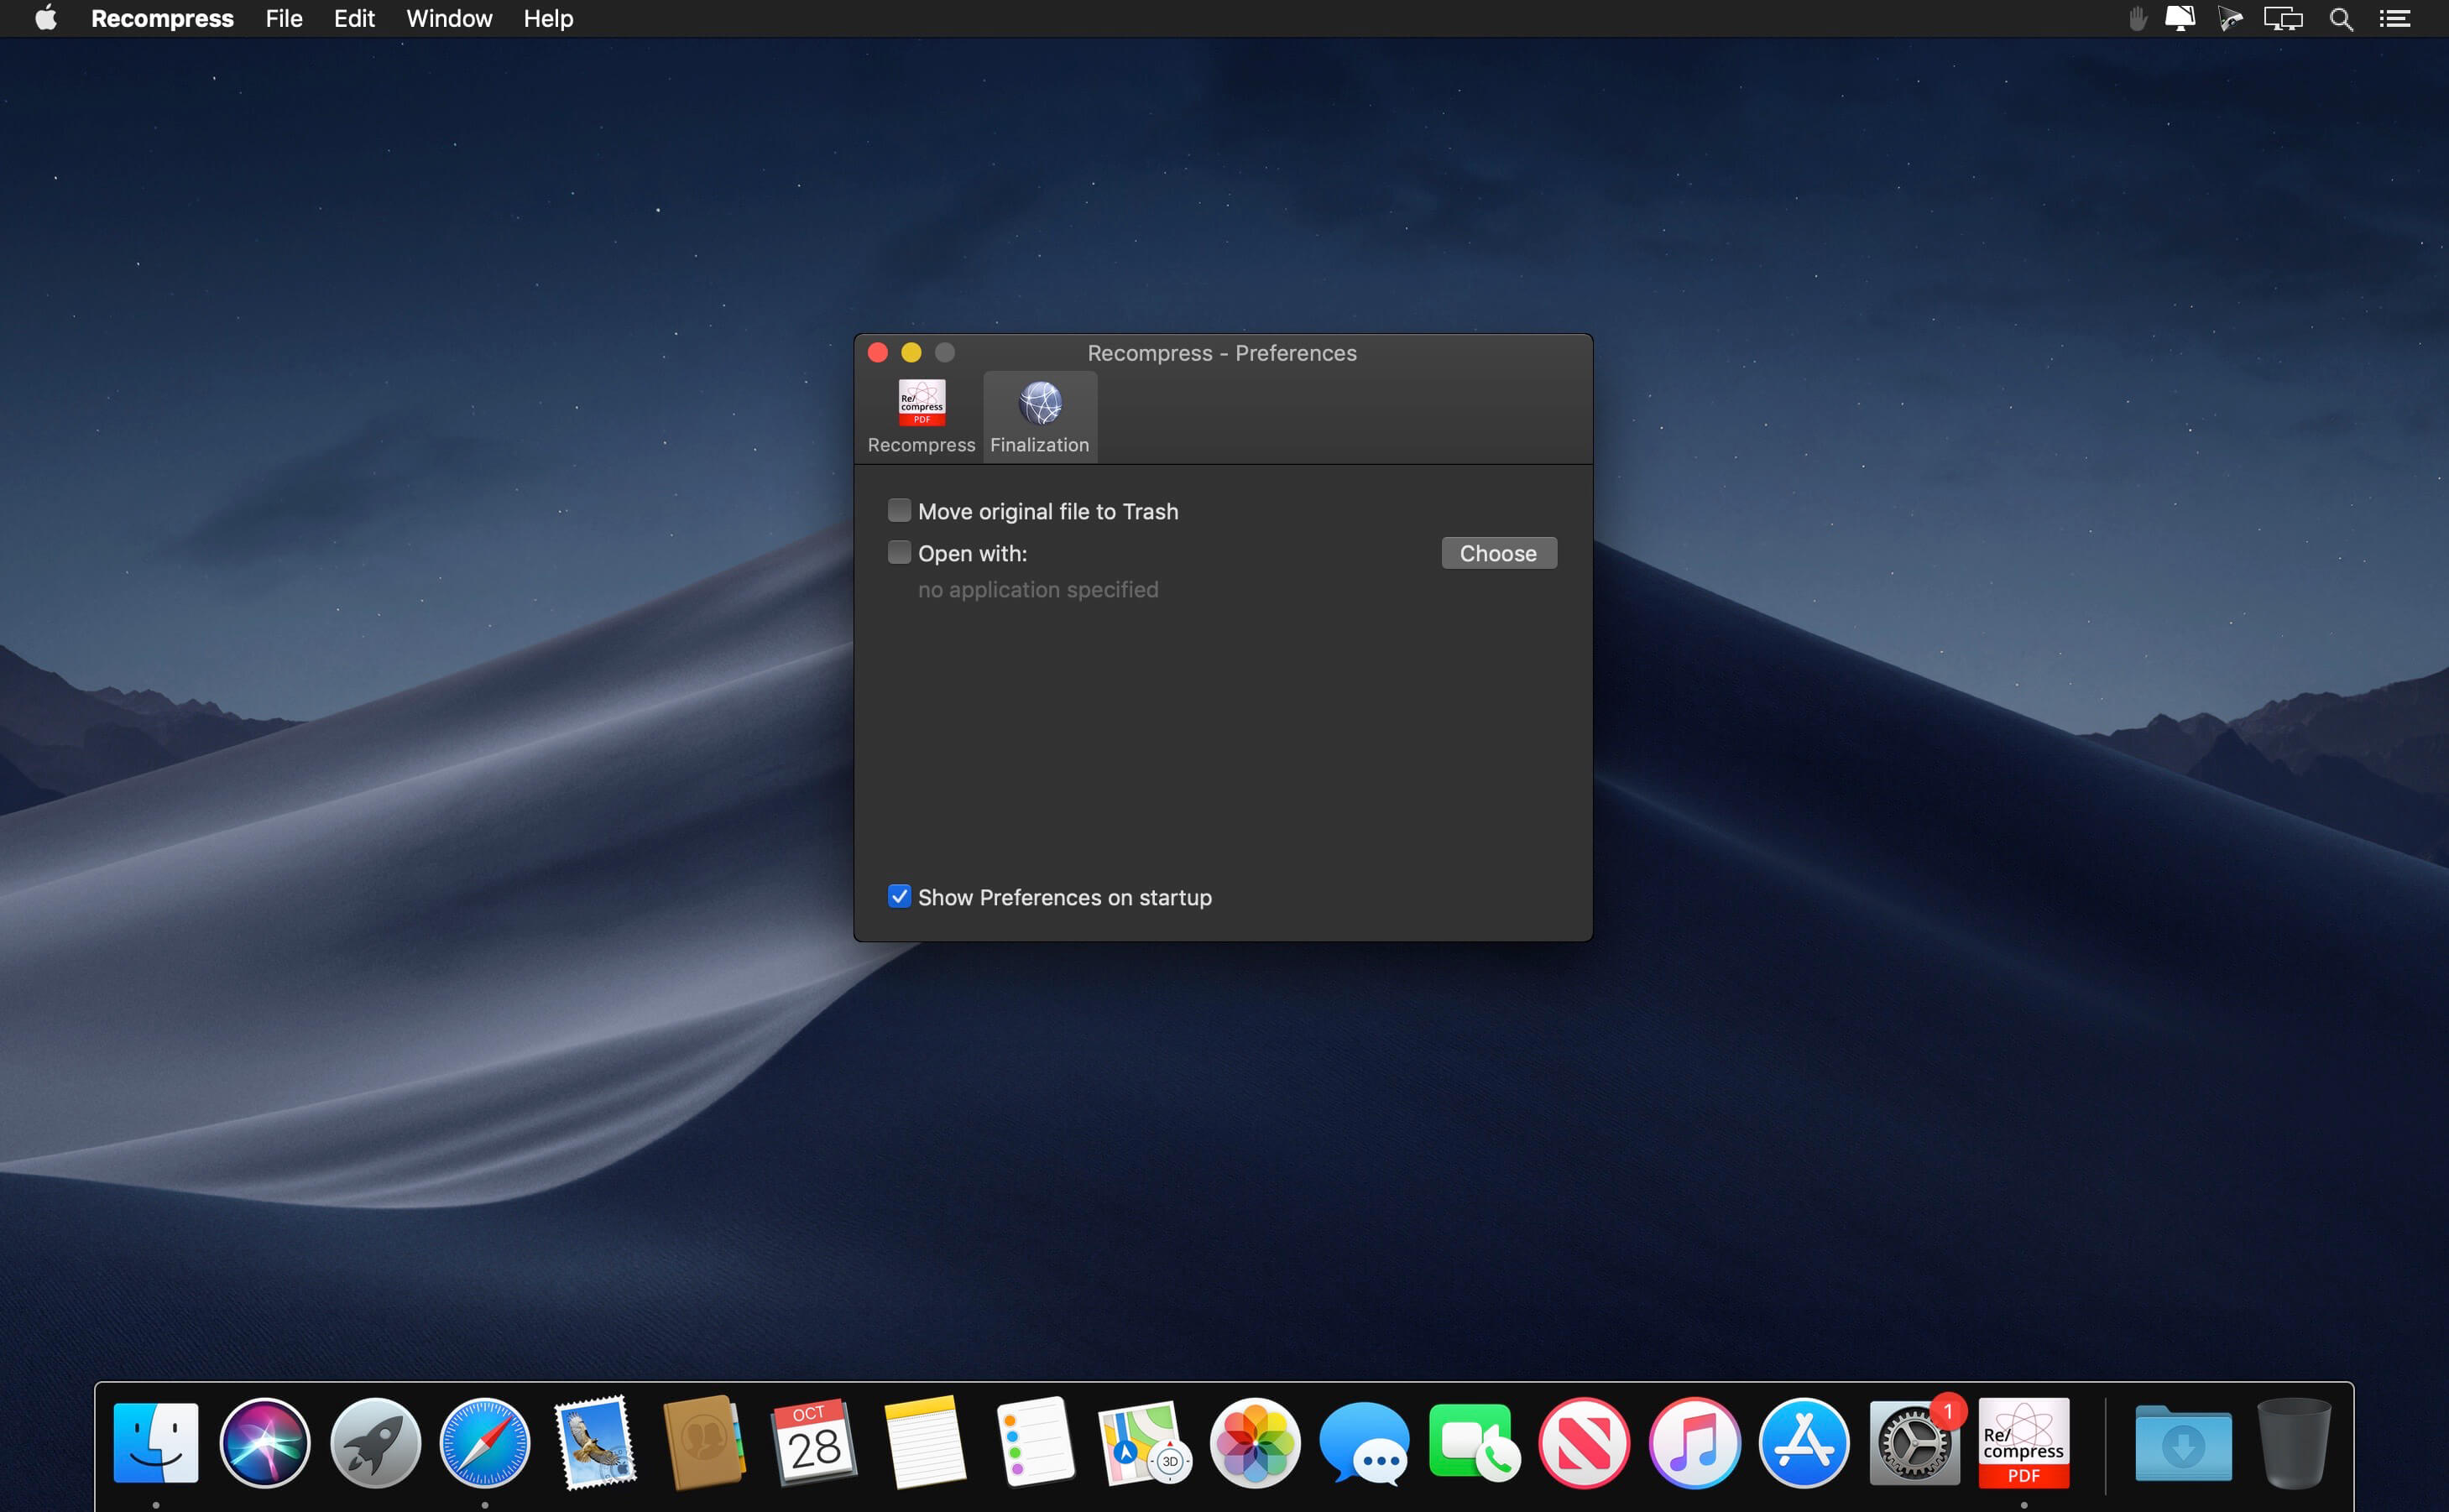 Recompress File Edit Window Help
Recompress - Preferences
Re/
compress
PDF
Recompress Finalization
Move original file to Trash
Open with: Choose
no application specified
Show Preferences on startup
OCT
28
3D
1
Re/
compress
PDF